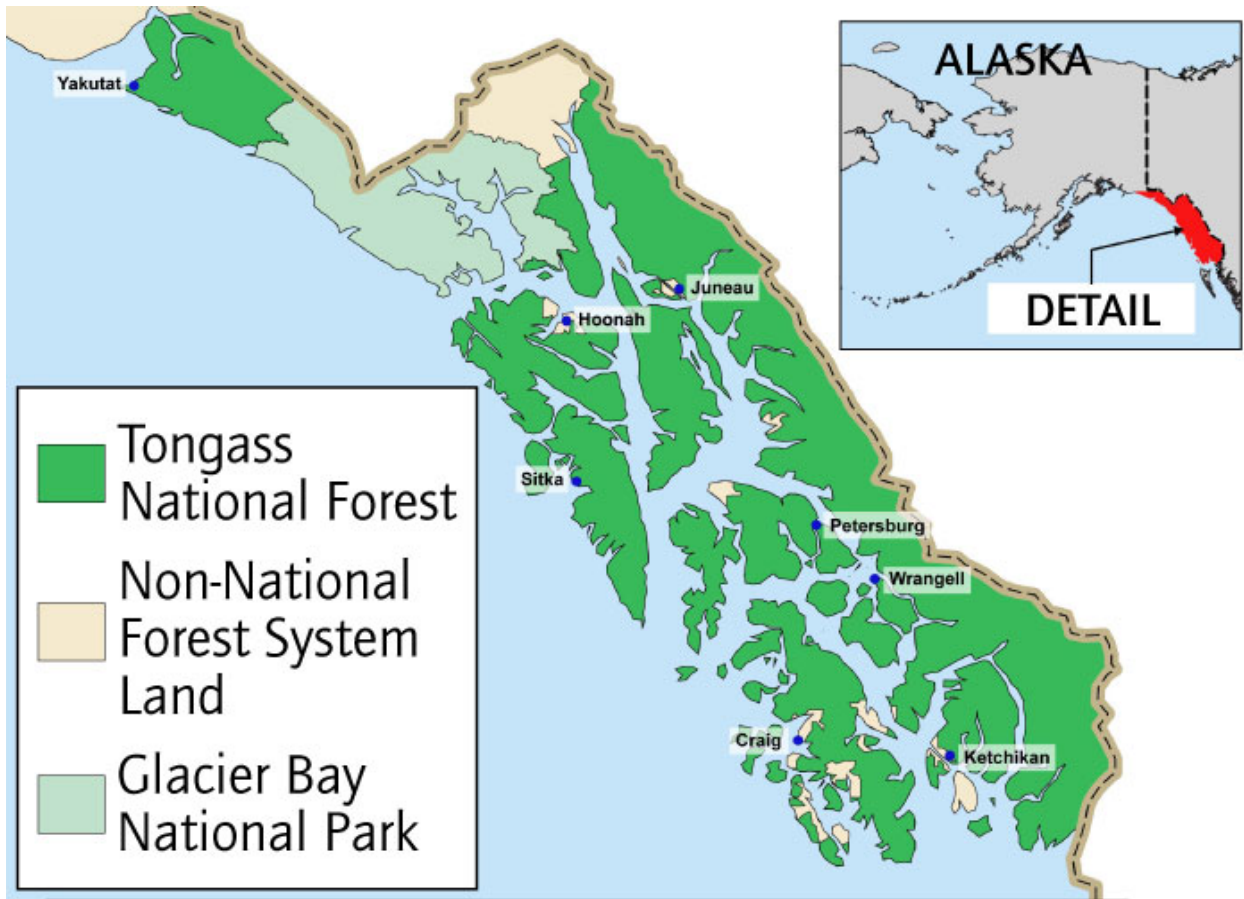 ALASKA
DETAIL
Yakutat
Juneau
Hoonah
Sitka
Petersburg
Wrangell
Craig
Ketchikan
Tongass
National Forest
Non-National
Forest System
Land
Glacier Bay
National Park